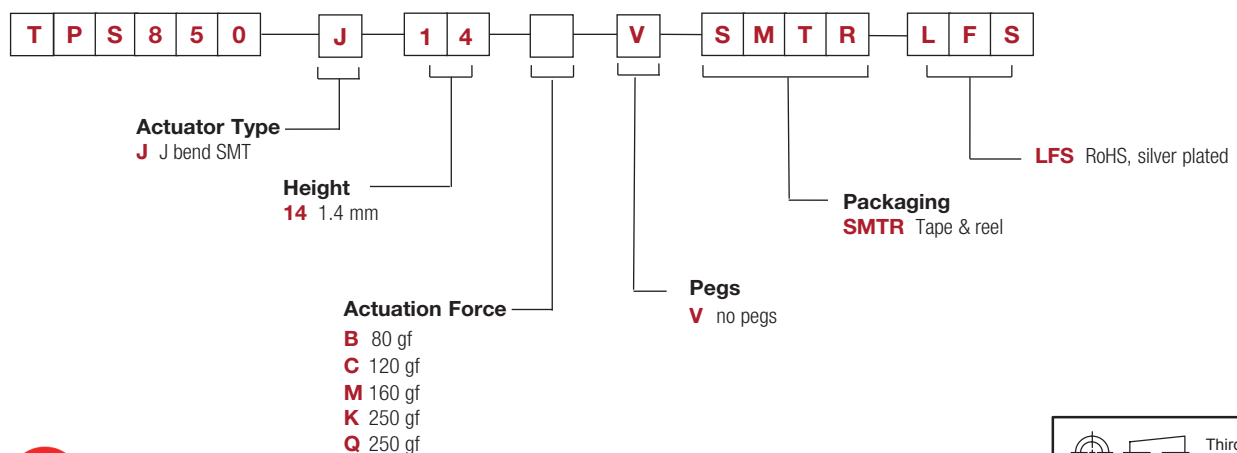 T P S 8 5 0 J 1 4 V S M T R L F S
Actuator Type
J J bend SMT
Height
14 1.4 mm
Actuation Force
B 80 gf
C 120 gf
M 160 gf
K 250 gf
Q 250 gf
Pegs
V no pegs
Packaging
SMTR Tape & reel
LFS RoHS, silver plated